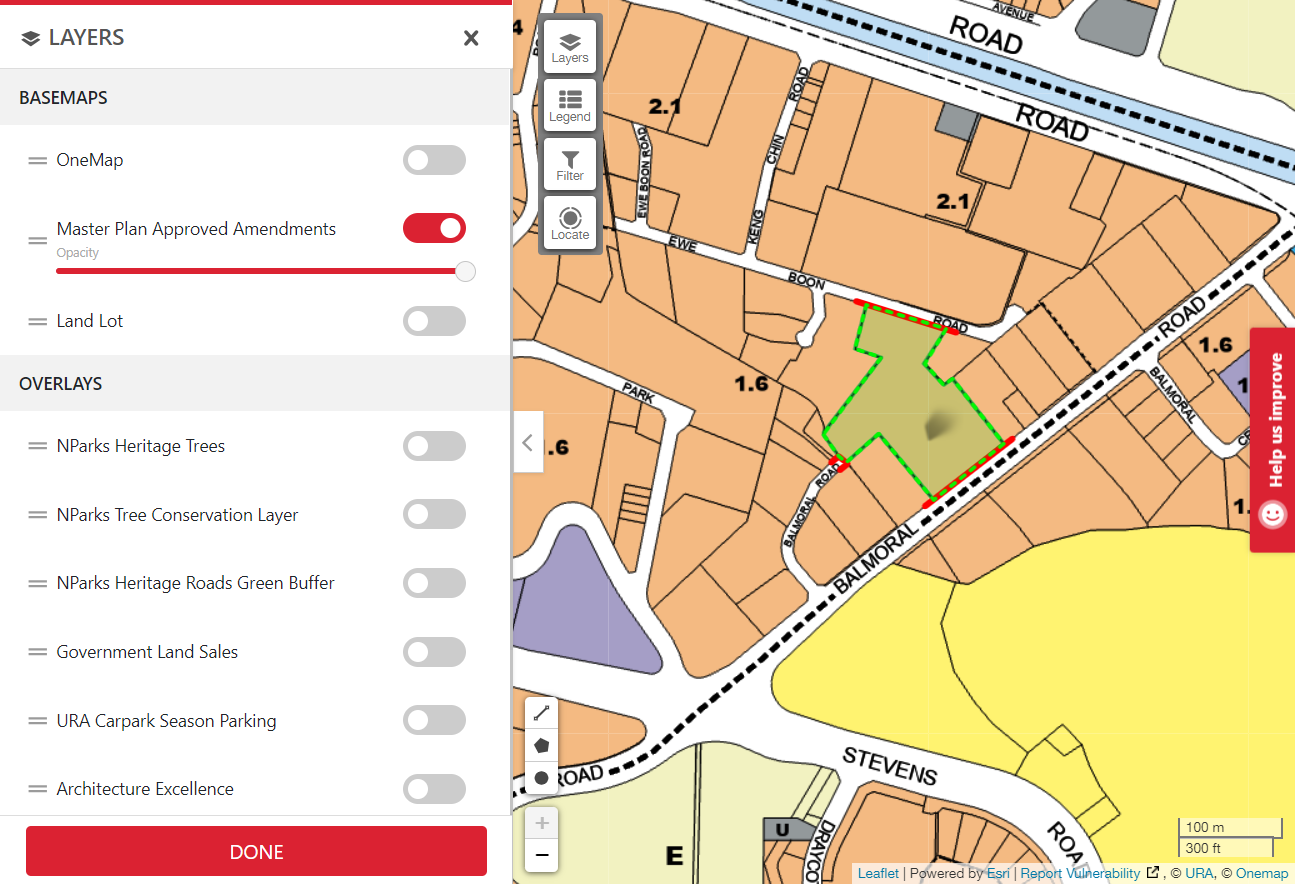 LAYERS
BASEMAPS
OneMap
Master Plan Approved Amendments
Opacity
Land Lot
OVERLAYS
NParks Heritage Trees
NParks Tree Conservation Layer
NParks Heritage Roads Green Buffer
Government Land Sales
URA Carpark Season Parking
Architecture Excellence
DONE
Layers
Legend
Filter
Locate
4
AVENUE
ROAD
ROAD
2.1
ROAD
CHIN
KENG
EWE BOON ROAD
2.1
EWE
BOON
ROAD
1.6
PARK
.6
BALMORAL ROAD
BALMORAL
ROAD
1.6
BALMORAL
1
1.
Help us improve
ROAD
STEVENS
ROAD
U
E
DRAYCO
+
−
100 m
300 ft
Leaflet | Powered by Esri | Report Vulnerability , © URA, © Onemap